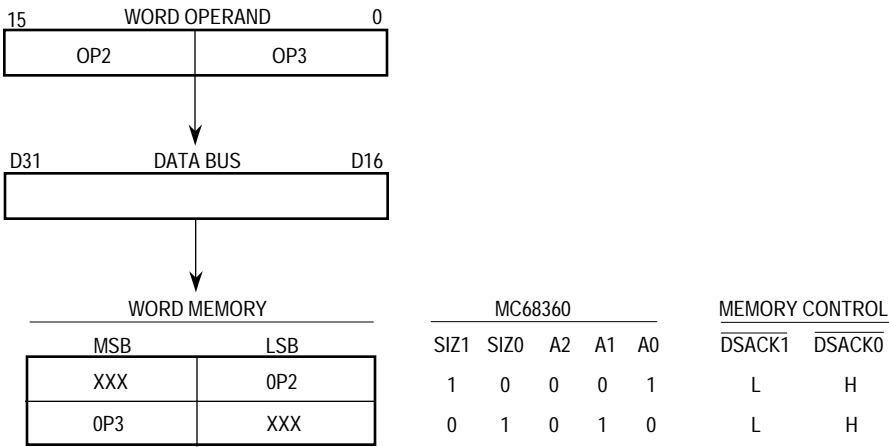 15 WORD OPERAND 0
OP2 OP3
D31 DATA BUS D16
WORD MEMORY MC68360 MEMORY CONTROL
MSB LSB SIZ1 SIZ0 A2 A1 A0 DSACK1 DSACK0
XXX 0P2 1 0 0 0 1 L H
0P3 XXX 0 1 0 1 0 L H